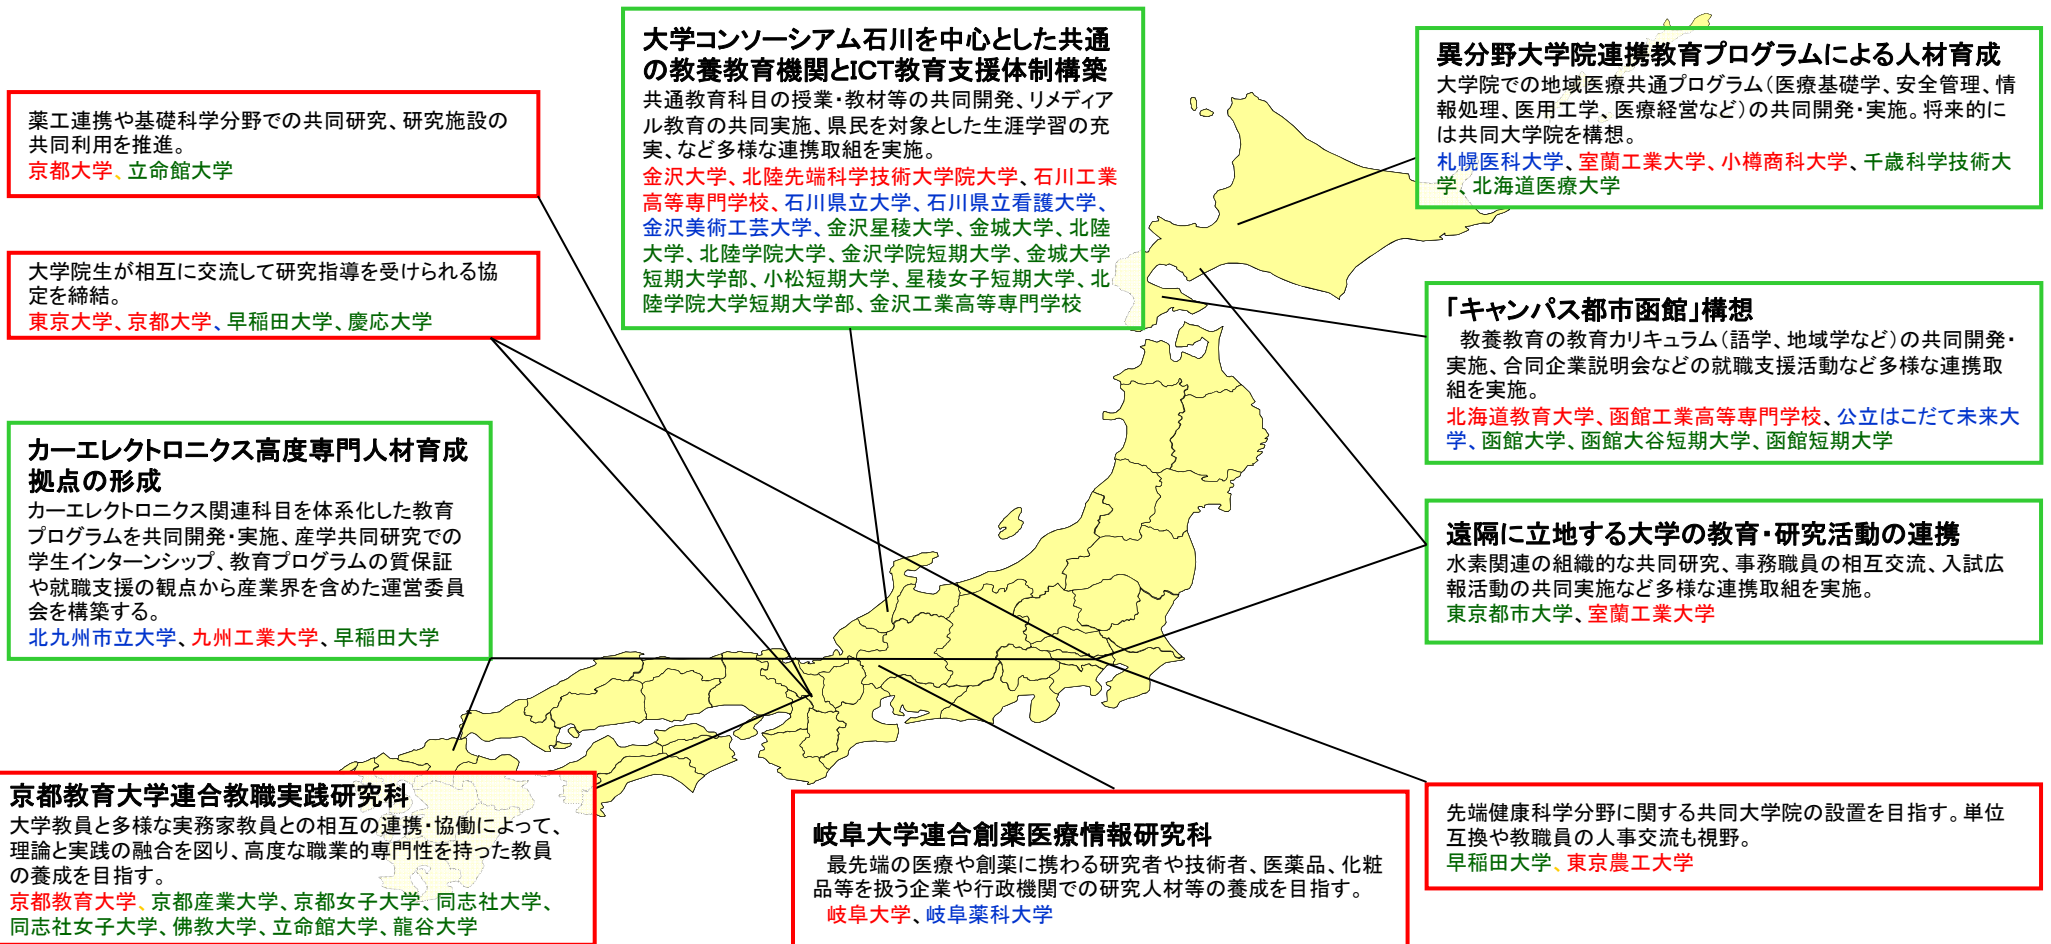 薬工連携や基礎科学分野での共同研究、研究施設の
共同利用を推進。
京都大学、立命館大学
大学院生が相互に交流して研究指導を受けられる協
定を締結。
東京大学、京都大学、早稲田大学、慶応大学
カーエレクトロニクス高度専門人材育成
拠点の形成
カーエレクトロニクス関連科目を体系化した教育
プログラムを共同開発・実施、産学共同研究での
学生インターンシップ、教育プログラムの質保証
や就職支援の観点から産業界を含めた運営委員
会を構築する。
北九州市立大学、九州工業大学、早稲田大学
京都教育大学連合教職実践研究科
大学教員と多様な実務家教員との相互の連携・協働によって、
理論と実践の融合を図り、高度な職業的専門性を持った教員
の養成を目指す。
京都教育大学、京都産業大学、京都女子大学、同志社大学、
同志社女子大学、佛教大学、立命館大学、龍谷大学
大学コンソーシアム石川を中心とした共通
の教養教育機関とICT教育支援体制構築
共通教育科目の授業・教材等の共同開発、リメディア
ル教育の共同実施、県民を対象とした生涯学習の充
実、など多様な連携取組を実施。
金沢大学、北陸先端科学技術大学院大学、石川工業
高等専門学校、石川県立大学、石川県立看護大学、
金沢美術工芸大学、金沢星稜大学、金城大学、北陸
大学、北陸学院大学、金沢学院短期大学、金城大学
短期大学部、小松短期大学、星稜女子短期大学、北
陸学院大学短期大学部、金沢工業高等専門学校
岐阜大学連合創薬医療情報研究科
最先端の医療や創薬に携わる研究者や技術者、医薬品、化粧
品等を扱う企業や行政機関での研究人材等の養成を目指す。
岐阜大学、岐阜薬科大学
異分野大学院連携教育プログラムによる人材育成
大学院での地域医療共通プログラム（医療基礎学、安全管理、情
報処理、医用工学、医療経営など）の共同開発・実施。将来的に
は共同大学院を構想。
札幌医科大学、室蘭工業大学、小樽商科大学、千歳科学技術大
学、北海道医療大学
「キャンパス都市函館」構想
教養教育の教育カリキュラム（語学、地域学など）の共同開発・
実施、合同企業説明会などの就職支援活動など多様な連携取
組を実施。
北海道教育大学、函館工業高等専門学校、公立はこだて未来大
学、函館大学、函館大谷短期大学、函館短期大学
遠隔に立地する大学の教育・研究活動の連携
水素関連の組織的な共同研究、事務職員の相互交流、入試広
報活動の共同実施など多様な連携取組を実施。
東京都市大学、室蘭工業大学
先端健康科学分野に関する共同大学院の設置を目指す。単位
互換や教職員の人事交流も視野。
早稲田大学、東京農工大学